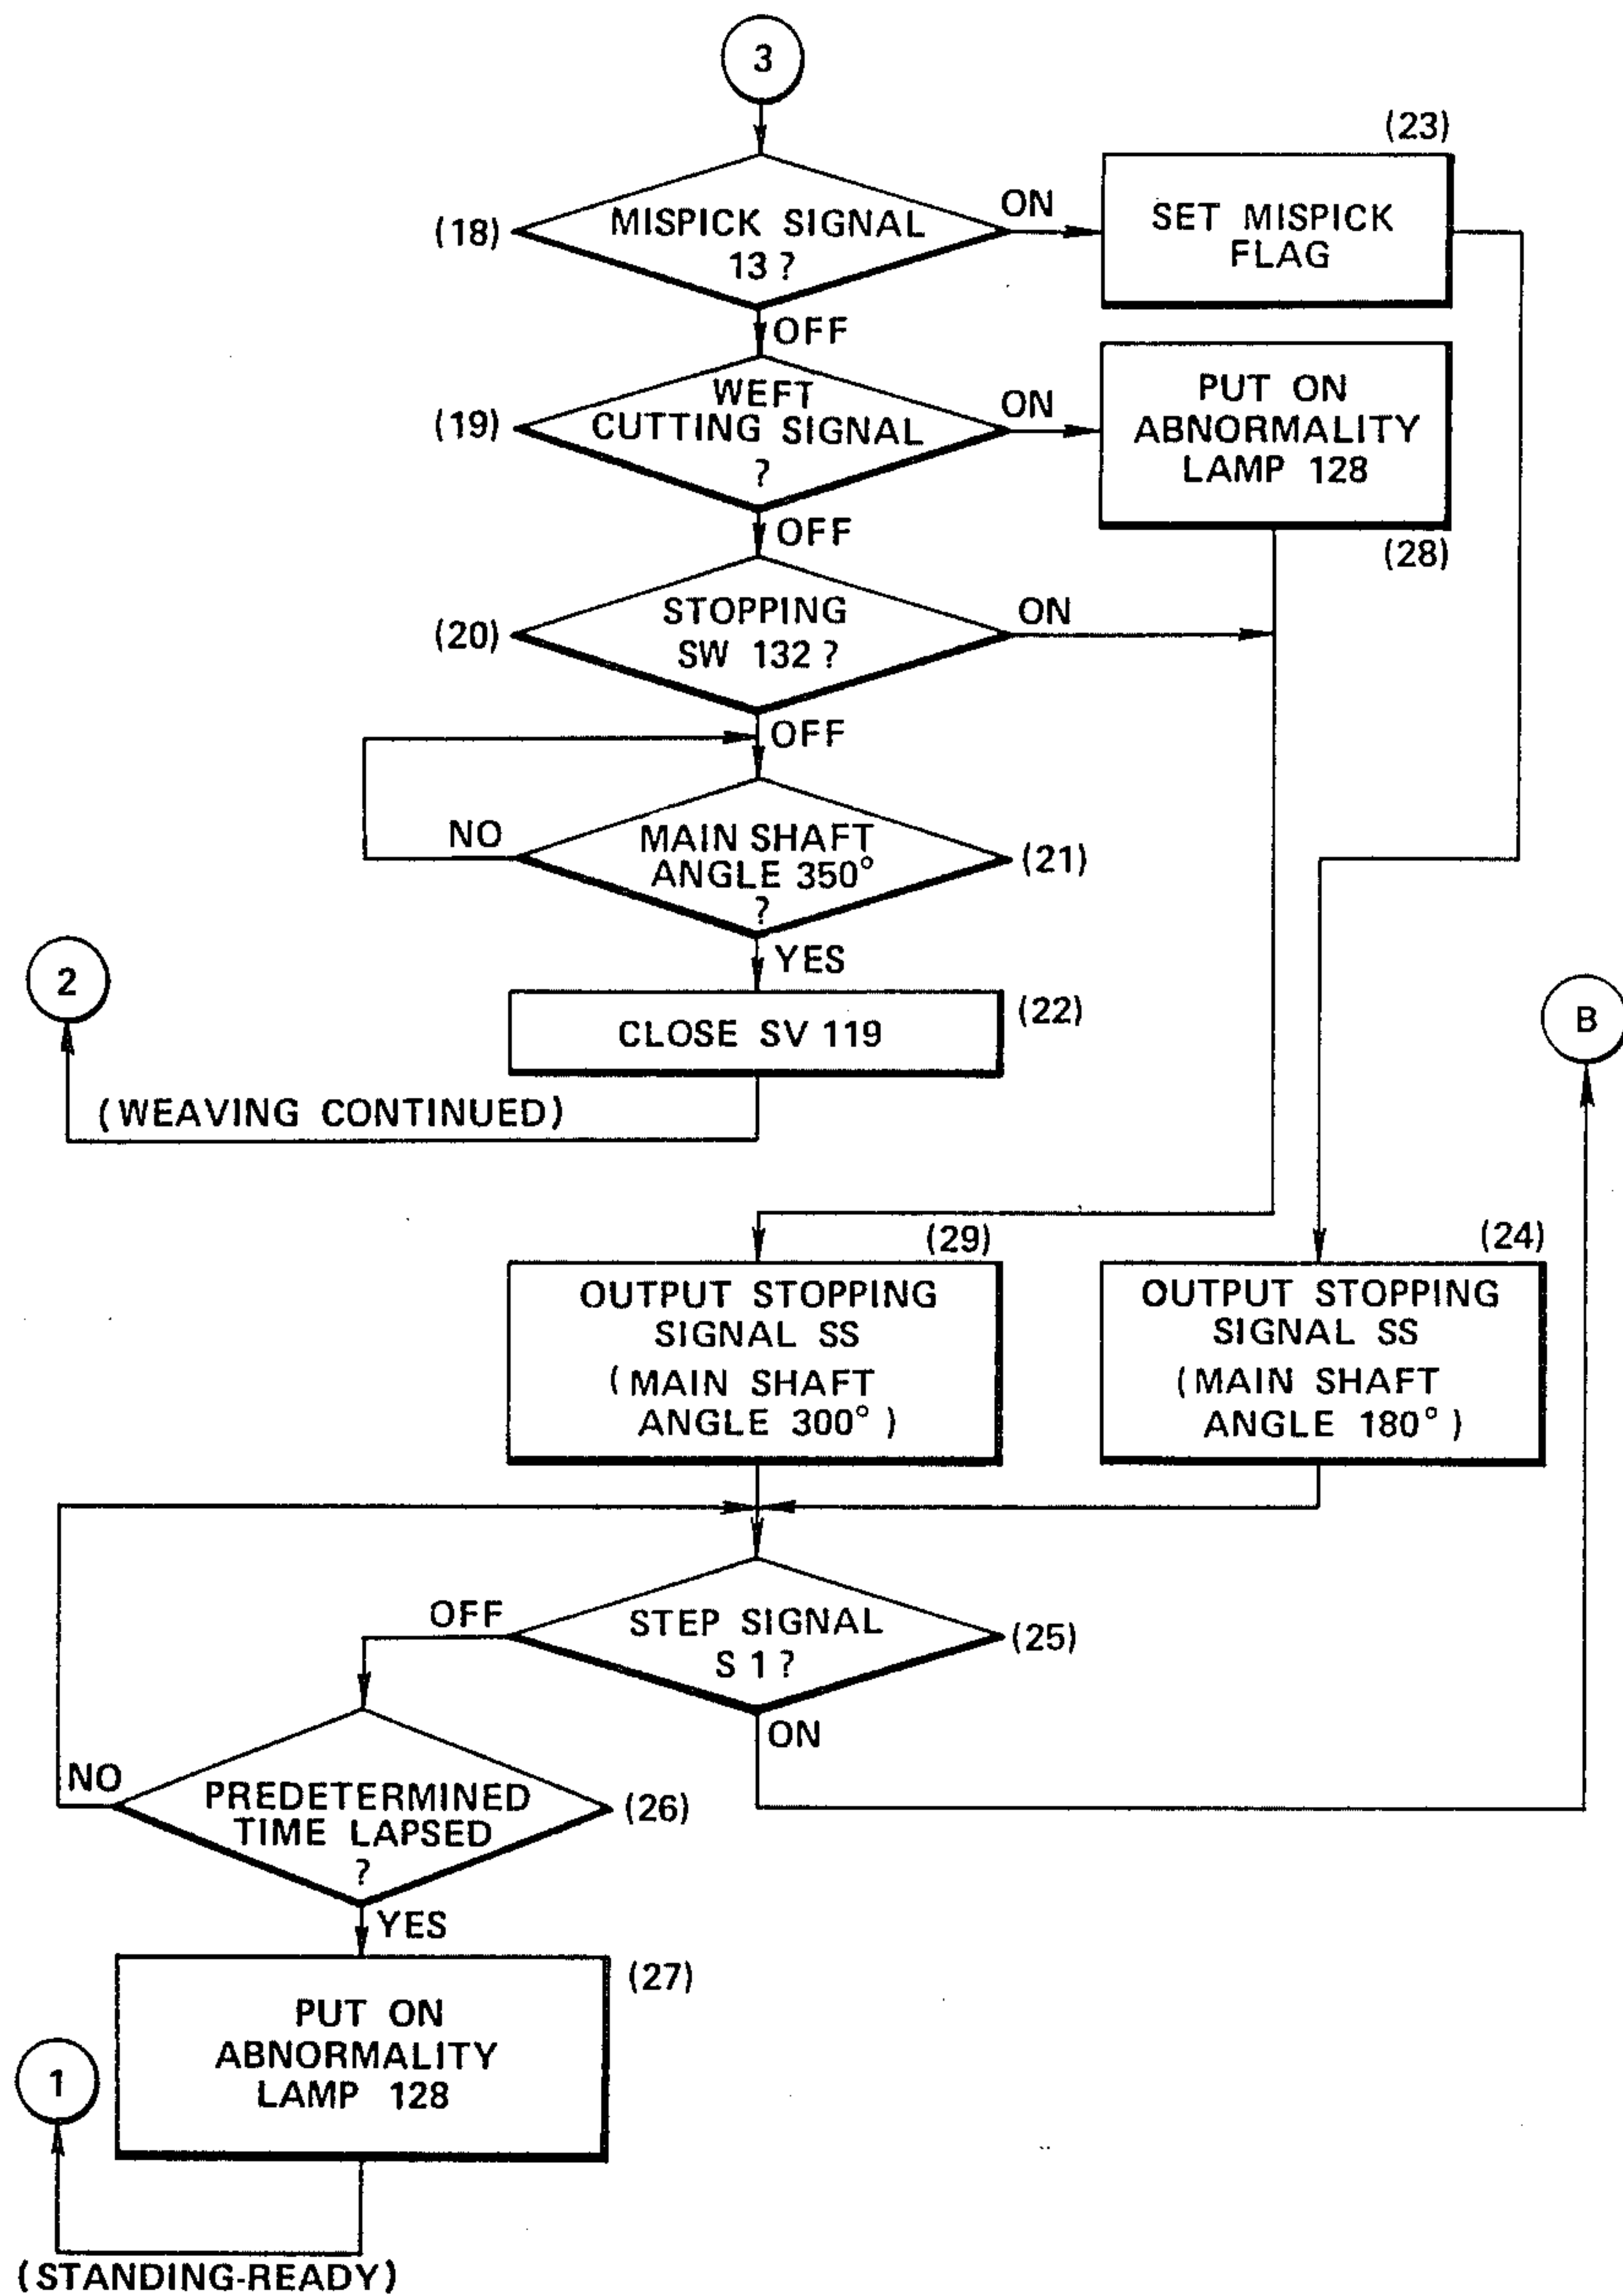 3
(23)
(18)
MISPICK SIGNAL
13 ?
ON
SET MISPICK
FLAG
OFF
(19)
WEFT
CUTTING SIGNAL
?
ON
PUT ON
ABNORMALITY
LAMP 128
(28)
OFF
(20)
STOPPING
SW 132 ?
ON
OFF
NO
MAIN SHAFT
ANGLE 350°
?
(21)
YES
2
CLOSE SV 119
(22)
B
(WEAVING CONTINUED)
(29)
OUTPUT STOPPING
SIGNAL SS
(MAIN SHAFT
ANGLE 300°)
(24)
OUTPUT STOPPING
SIGNAL SS
(MAIN SHAFT
ANGLE 180°)
OFF
STEP SIGNAL
S 1 ?
(25)
ON
NO
PREDETERMINED
TIME LAPSED
?
(26)
YES
(27)
PUT ON
ABNORMALITY
LAMP 128
1
(STANDING-READY)